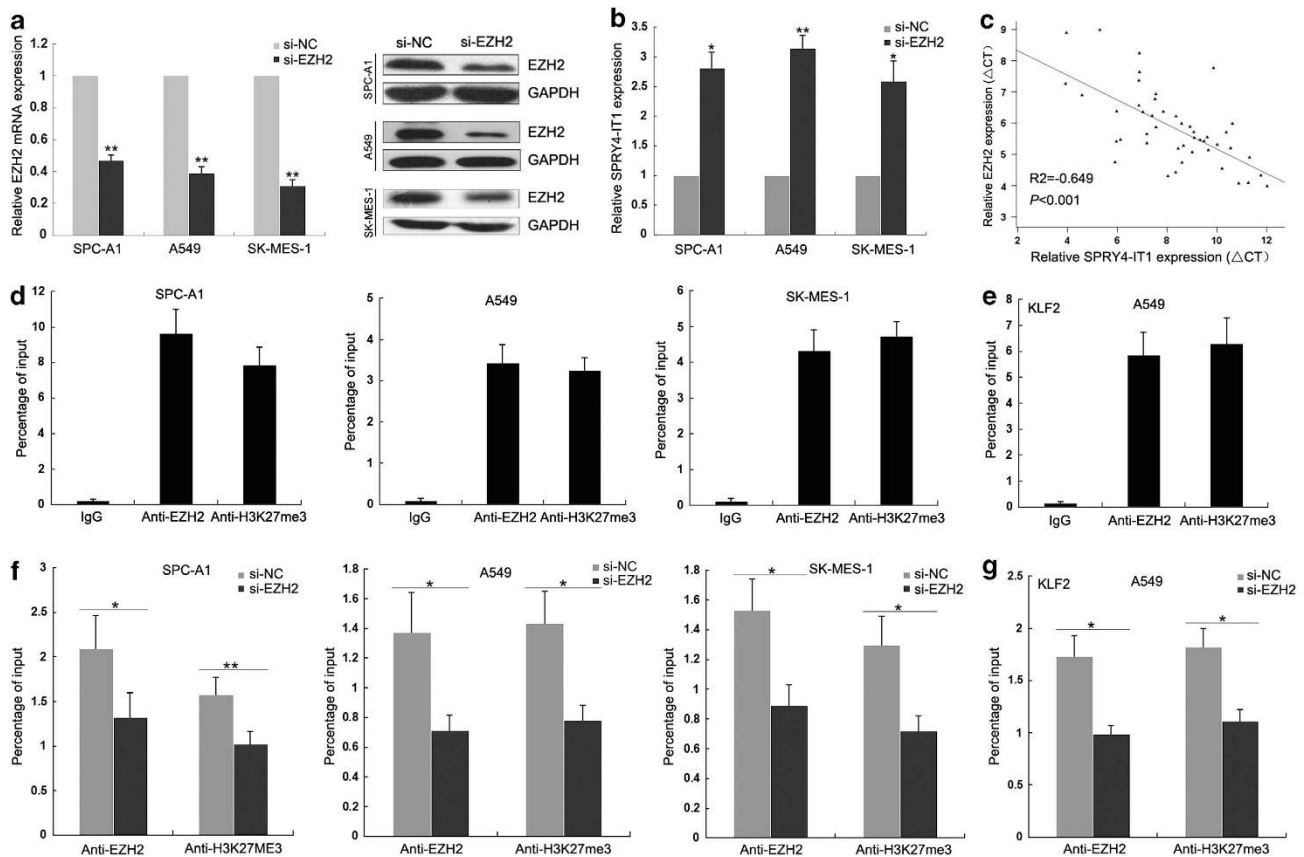 a
Relative EZH2 mRNA expression
1.2
1
0.8
0.6
0.4
0.2
0
si-NC
si-EZH2
**
**
**
SPC-A1 A549 SK-MES-1
si-NC si-EZH2
SPC-A1
EZH2
GAPDH
A549
EZH2
GAPDH
SK-MES-1
EZH2
GAPDH
b
Relative SPRY4-IT1 expression
3.5
3
2.5
2
1.5
1
0.5
0
si-NC
si-EZH2
*
**
*
SPC-A1 A549 SK-MES-1
c
Relative EZH2 expression (△CT)
9
8
7
6
5
4
3
R2=-0.649
P<0.001
2 4 6 8 10 12
Relative SPRY4-IT1 expression (△CT)
d
SPC-A1
Percentage of input
12
10
8
6
4
2
0
IgG Anti-EZH2 Anti-H3K27me3
A549
Percentage of input
5
4
3
2
1
0
IgG Anti-EZH2 Anti-H3K27me3
SK-MES-1
Percentage of input
6
5
4
3
2
1
0
IgG Anti-EZH2 Anti-H3K27me3
e
KLF2 A549
Percentage of input
8
7
6
5
4
3
2
1
0
IgG Anti-EZH2 Anti-H3K27me3
f
SPC-A1
si-NC
si-EZH2
Percentage of input
3
2.5
2
1.5
1
0.5
0
*
**
Anti-EZH2 Anti-H3K27ME3
A549
si-NC
si-EZH2
Percentage of input
1.8
1.6
1.4
1.2
1
0.8
0.6
0.4
0.2
0
*
*
Anti-EZH2 Anti-H3K27me3
SK-MES-1
si-NC
si-EZH2
Percentage of input
2
1.8
1.6
1.4
1.2
1
0.8
0.6
0.4
0.2
0
*
*
Anti-EZH2 Anti-H3K27me3
g
KLF2 A549
si-NC
si-EZH2
Percentage of input
2.5
2
1.5
1
0.5
0
*
*
Anti-EZH2 Anti-H3K27me3